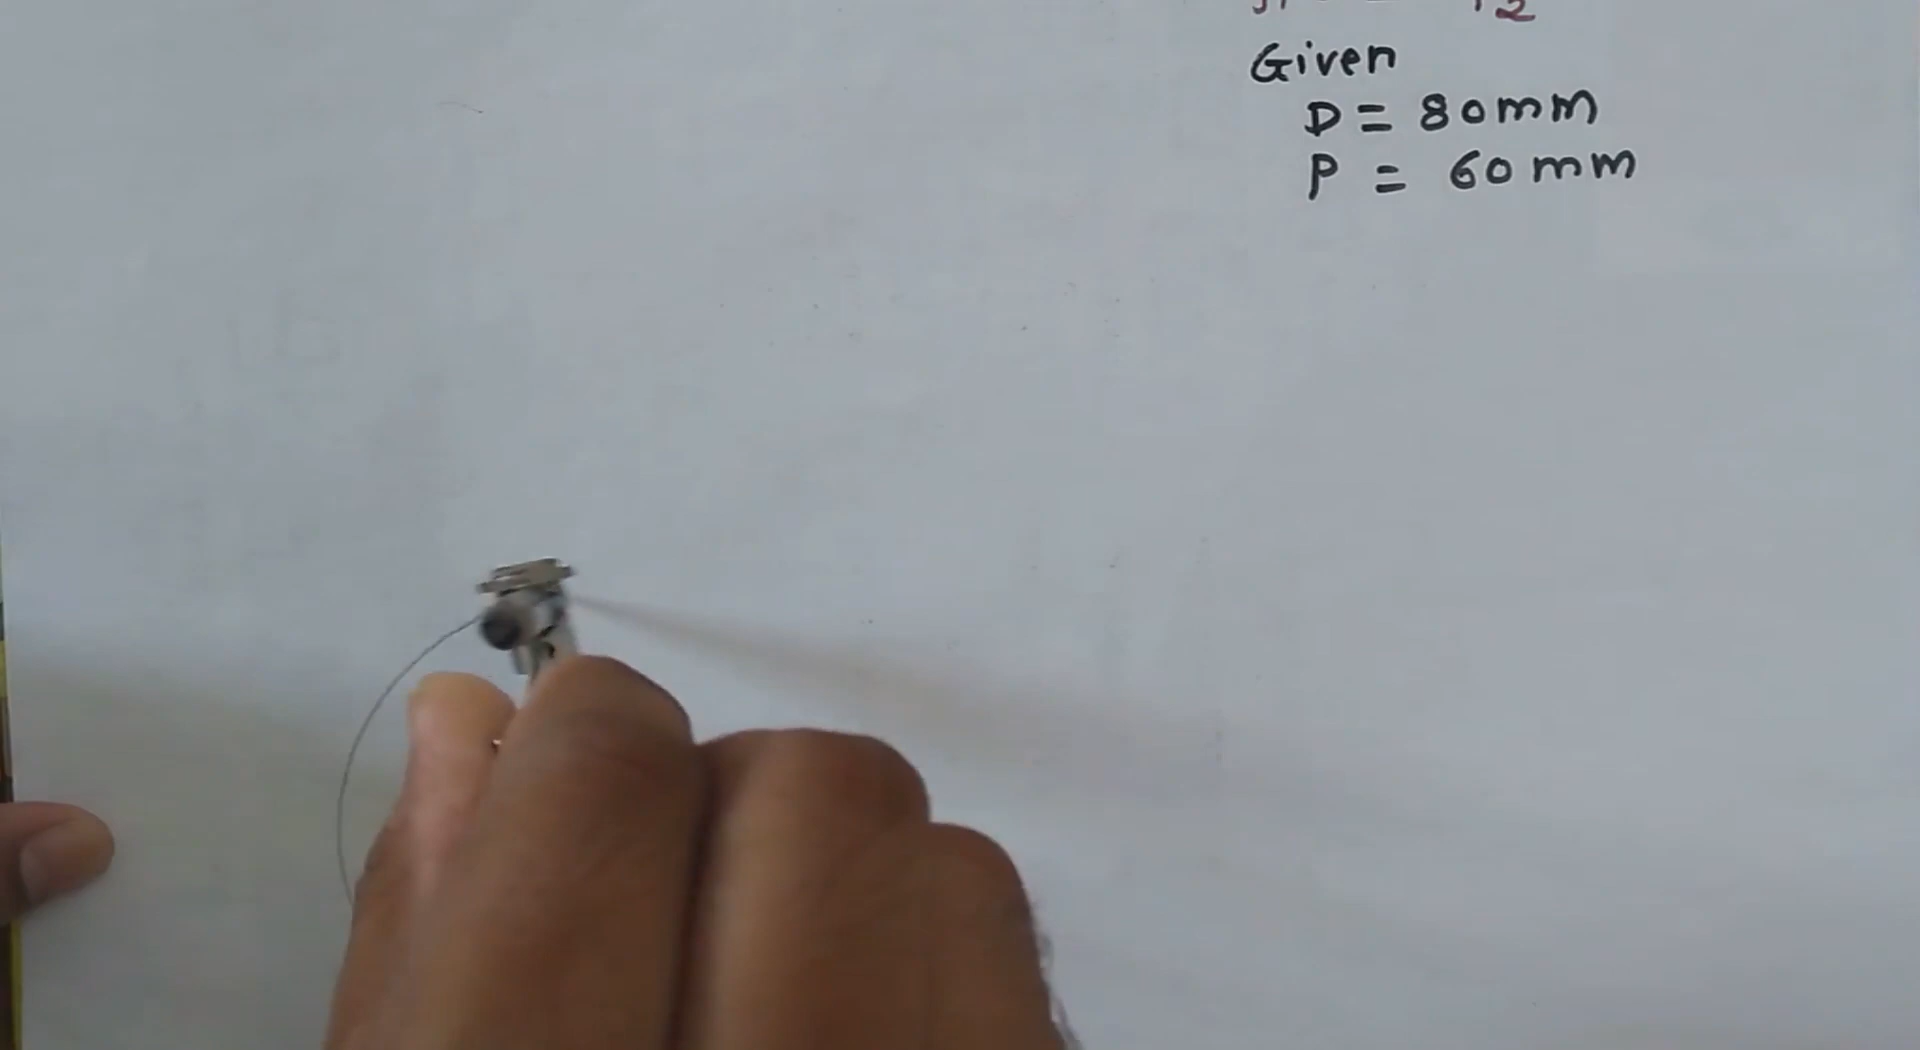 Given
D = 80mm
P = 60mm